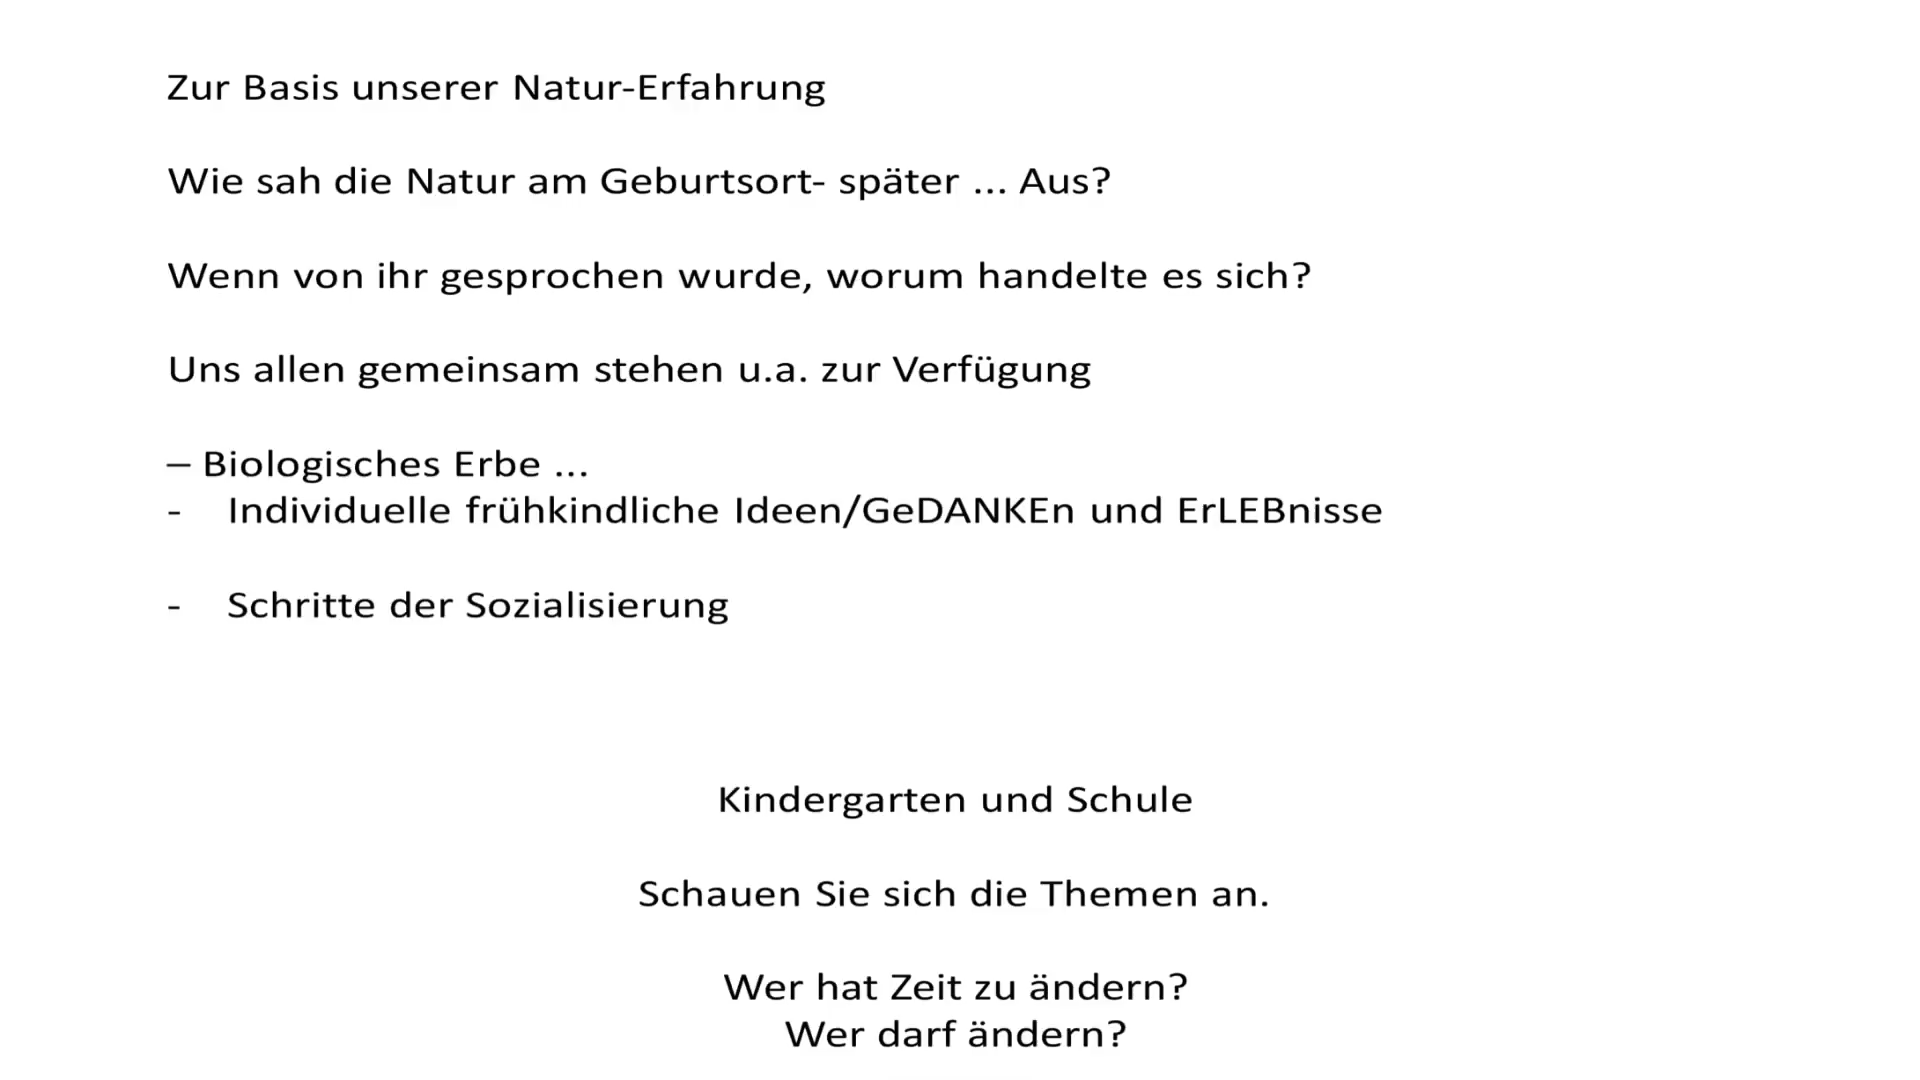 Zur Basis unserer Natur-Erfahrung
Wie sah die Natur am Geburtsort- später ... Aus?
Wenn von ihr gesprochen wurde, worum handelte es sich?
Uns allen gemeinsam stehen u.a. zur Verfügung
– Biologisches Erbe ...
- Individuelle frühkindliche Ideen/GeDANKEn und ErLEBnisse
- Schritte der Sozialisierung
Kindergarten und Schule
Schauen Sie sich die Themen an.
Wer hat Zeit zu ändern?
Wer darf ändern?